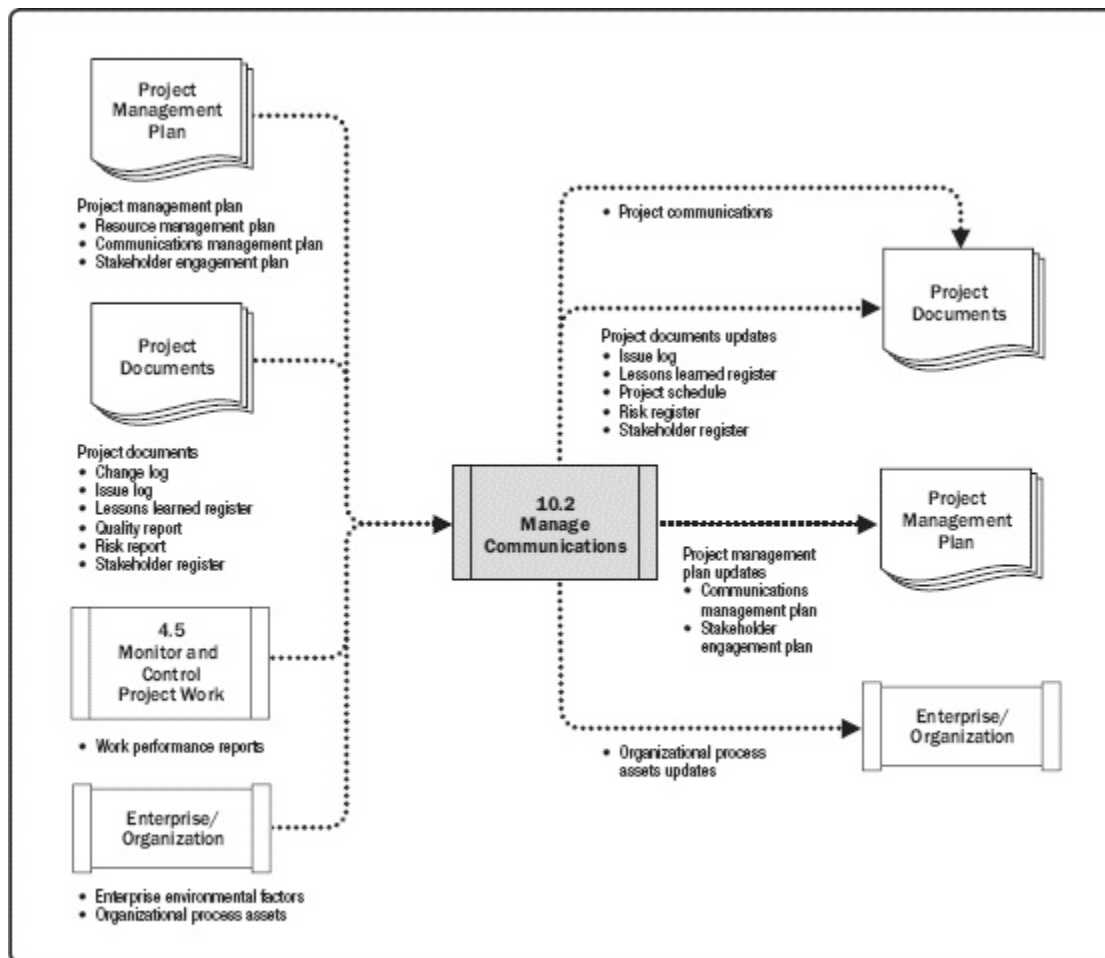 Project
Management
Plan
Project management plan
• Resource management plan
• Communications management plan
• Stakeholder engagement plan
Project
Documents
Project documents
• Change log
• Issue log
• Lessons learned register
• Quality report
• Risk report
• Stakeholder register
4.5
Monitor and
Control
Project Work
• Work performance reports
Enterprise/
Organization
• Enterprise environmental factors
• Organizational process assets
10.2
Manage
Communications
• Project communications
Project
Documents
Project documents updates
• Issue log
• Lessons learned register
• Project schedule
• Risk register
• Stakeholder register
Project
Management
Plan
Project management
plan updates
• Communications
management plan
• Stakeholder
engagement plan
Enterprise/
Organization
• Organizational process
assets updates